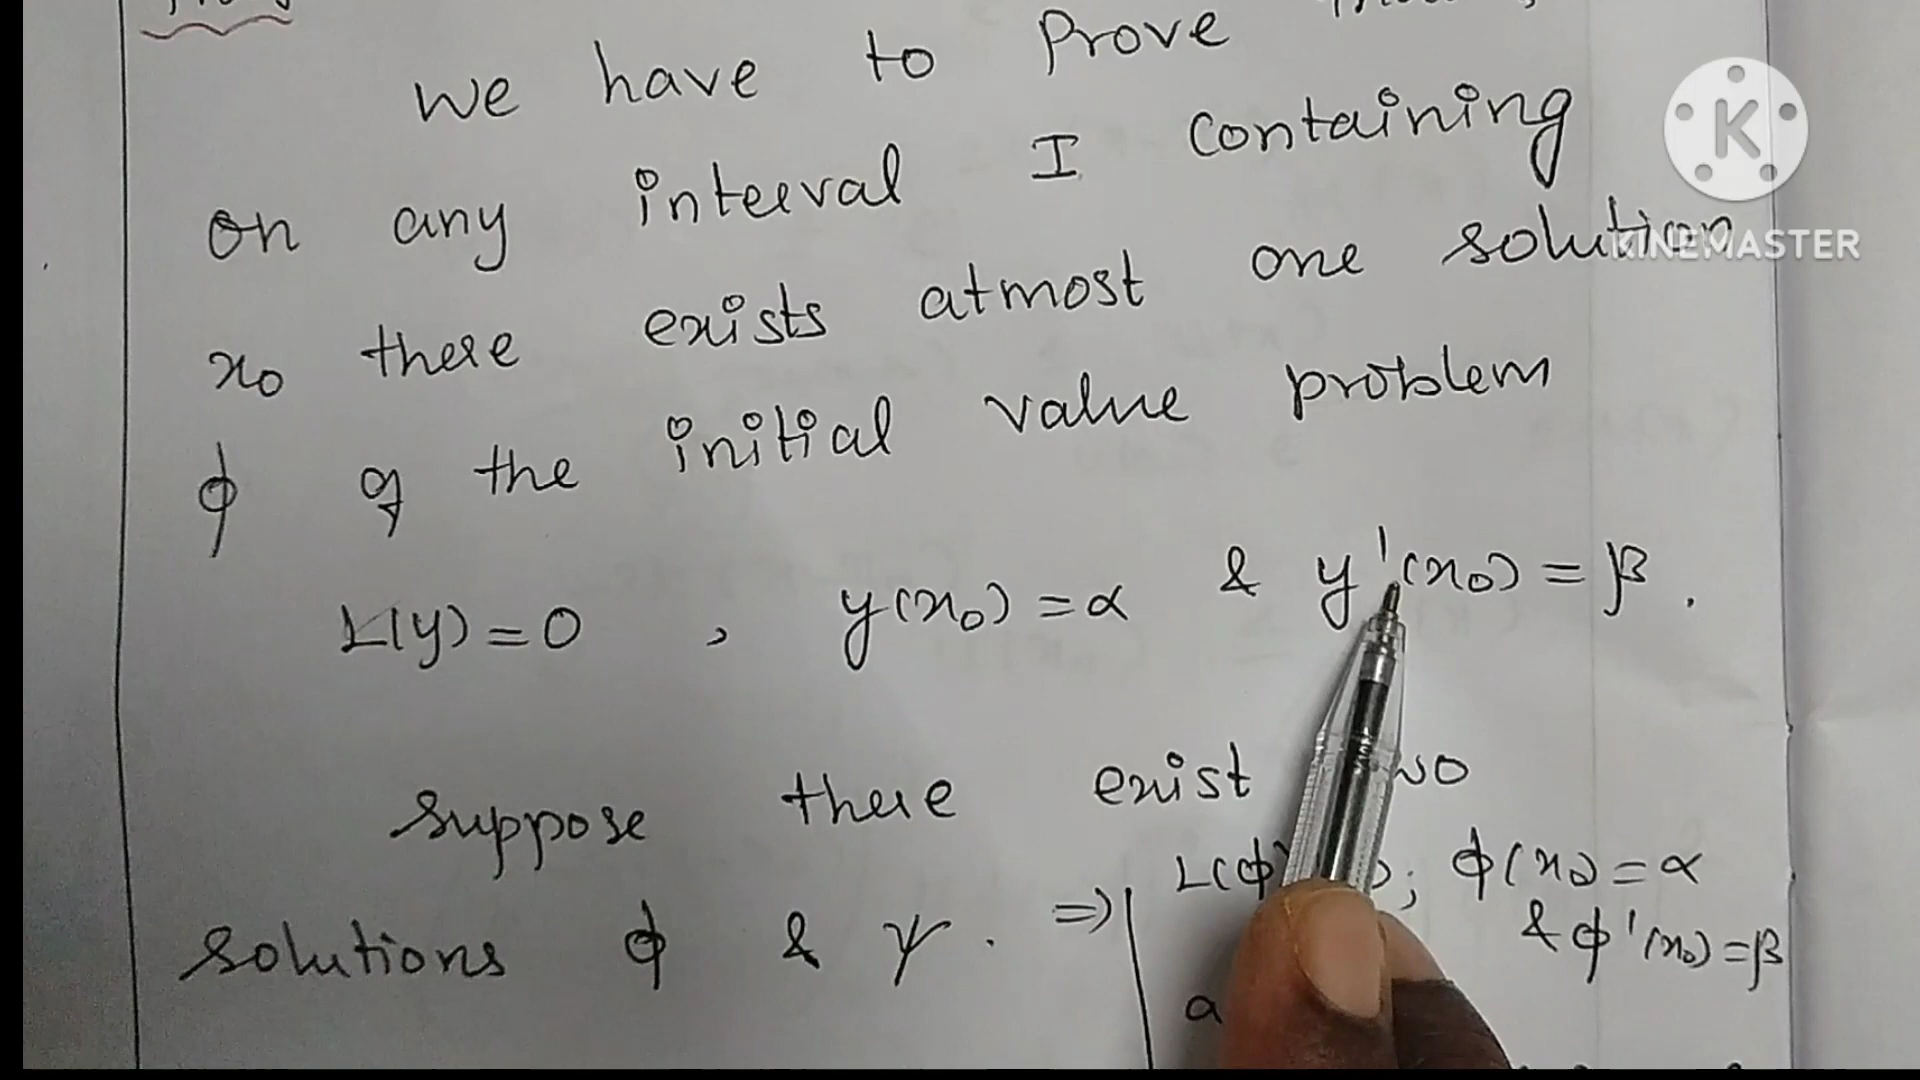 We have to Prove
on any interval I containing
x₀ there exists atmost one solution
ϕ of the initial value problem
L(y)=0 , y(x₀)=α & y'(x₀)=β.
Suppose there exist
solutions ϕ & ψ. ⇒
; ϕ(x₀)=α
& ϕ'(x₀)=β
K
KINEMASTER